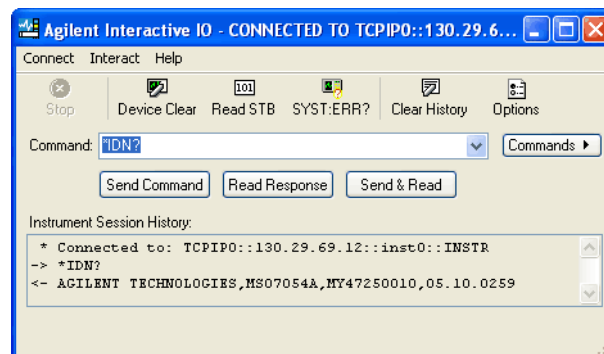 Agilent Interactive IO - CONNECTED TO TCPIP0::130.29.6...
Connect Interact Help
Stop Device Clear Read STB SYST:ERR? Clear History Options
Command: *IDN? Commands
Send Command Read Response Send & Read
Instrument Session History:
* Connected to: TCPIP0::130.29.69.12::inst0::INSTR
-> *IDN?
<- AGILENT TECHNOLOGIES,MSO7054A,MY47250010,05.10.0259